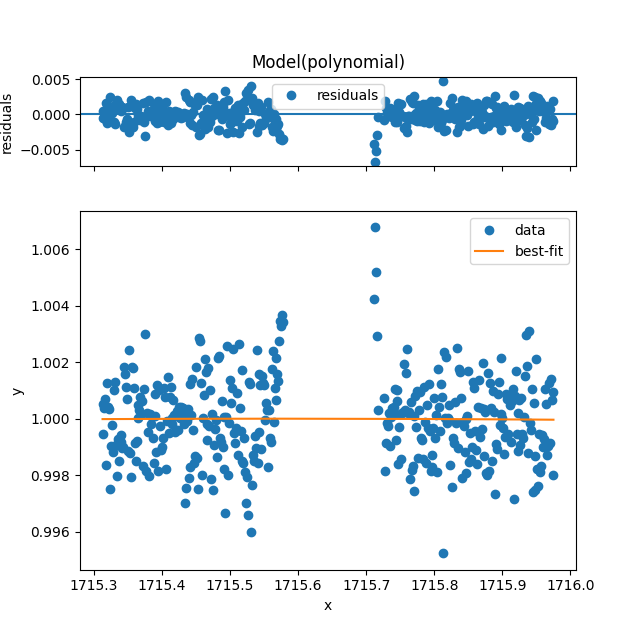 Model(polynomial)
residuals
0.005
0.000
−0.005
residuals
y
1.006
1.004
1.002
1.000
0.998
0.996
data
best-fit
1715.3 1715.4 1715.5 1715.6 1715.7 1715.8 1715.9 1716.0
x